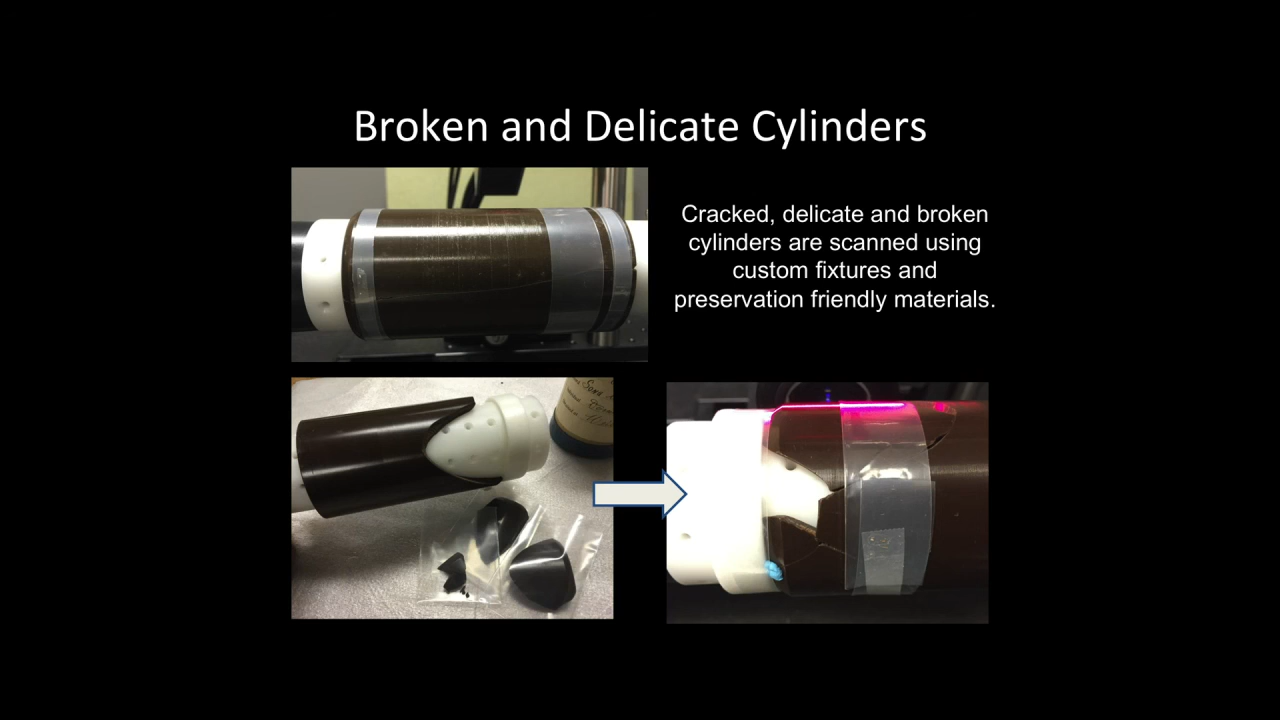 Broken and Delicate Cylinders
Cracked, delicate and broken
cylinders are scanned using
custom fixtures and
preservation friendly materials.